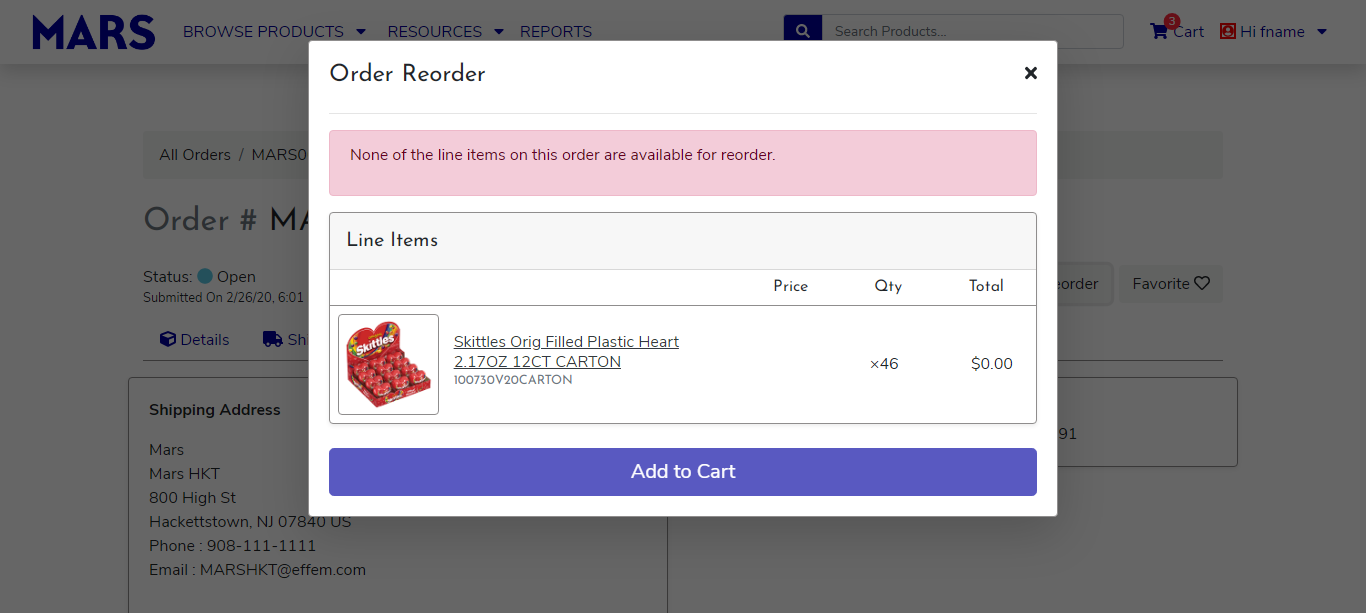 MARS
BROWSE PRODUCTS
RESOURCES
REPORTS
Search Products...
3
Cart
Hi fname
Order Reorder
None of the line items on this order are available for reorder.
All Orders / MARS0
Order # MA
Status: Open
Submitted On 2/26/20, 6:01
eorder
Favorite
Details
Sh
Line Items
Price Qty Total
Skittles
Skittles Orig Filled Plastic Heart
2.17OZ 12CT CARTON
100730V20CARTON
×46
$0.00
Add to Cart
Shipping Address
Mars
Mars HKT
800 High St
Hackettstown, NJ 07840 US
Phone : 908-111-1111
Email : MARSHKT@effem.com
91